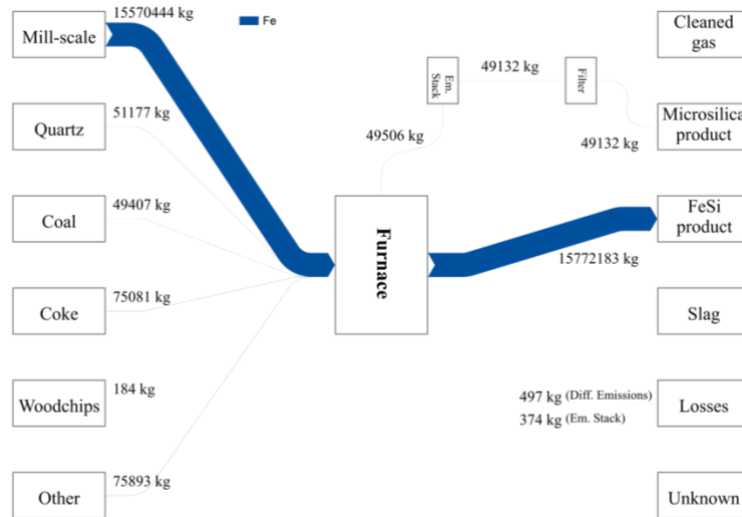 15570444 kg
Fe
Mill-scale
Cleaned
gas
51177 kg
Quartz
Em.
Stack
49132 kg
Filter
49506 kg
49132 kg
Microsilica
product
49407 kg
Coal
Furnace
FeSi
product
15772183 kg
75081 kg
Coke
Slag
184 kg
Woodchips
497 kg (Diff. Emissions)
374 kg (Em. Stack)
Losses
75893 kg
Other
Unknown